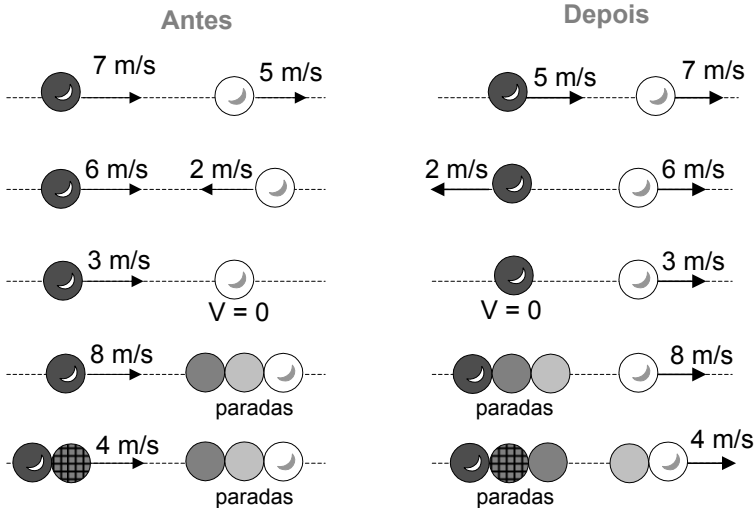 Antes
Depois
7 m/s
5 m/s
5 m/s
7 m/s
6 m/s
2 m/s
2 m/s
6 m/s
3 m/s
V = 0
3 m/s
V = 0
8 m/s
paradas
8 m/s
paradas
4 m/s
paradas
4 m/s
paradas